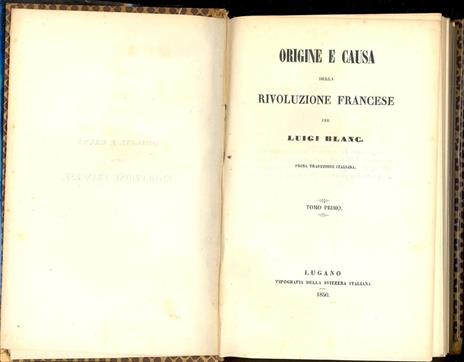 ORIGINE E CAUSA
DELLA
RIVOLUZIONE FRANCESE
PER
LUIGI BLANC.
PRIMA TRADUZIONE ITALIANA.
TOMO PRIMO.
LUGANO
TIPOGRAFIA DELLA SVIZZERA ITALIANA
1850.